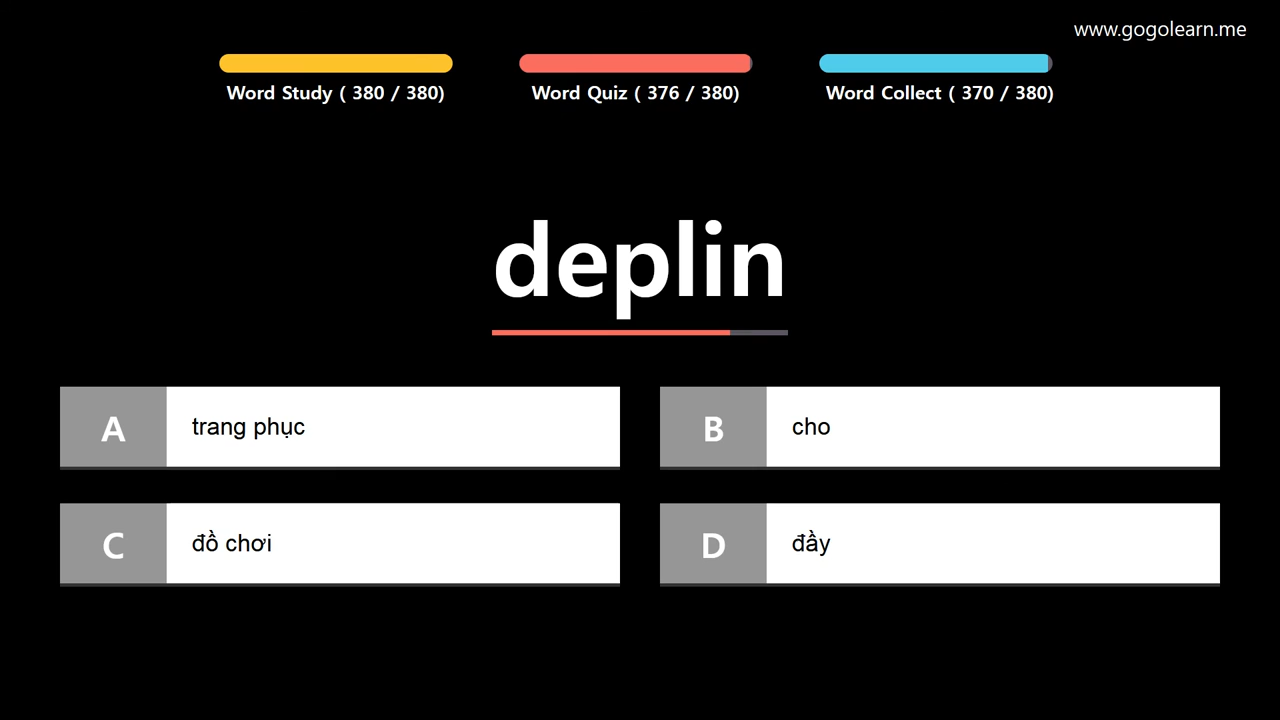 www.gogolearn.me
Word Study ( 380 / 380)
Word Quiz ( 376 / 380)
Word Collect ( 370 / 380)
deplin
A trang phục
B cho
C đồ chơi
D đầy